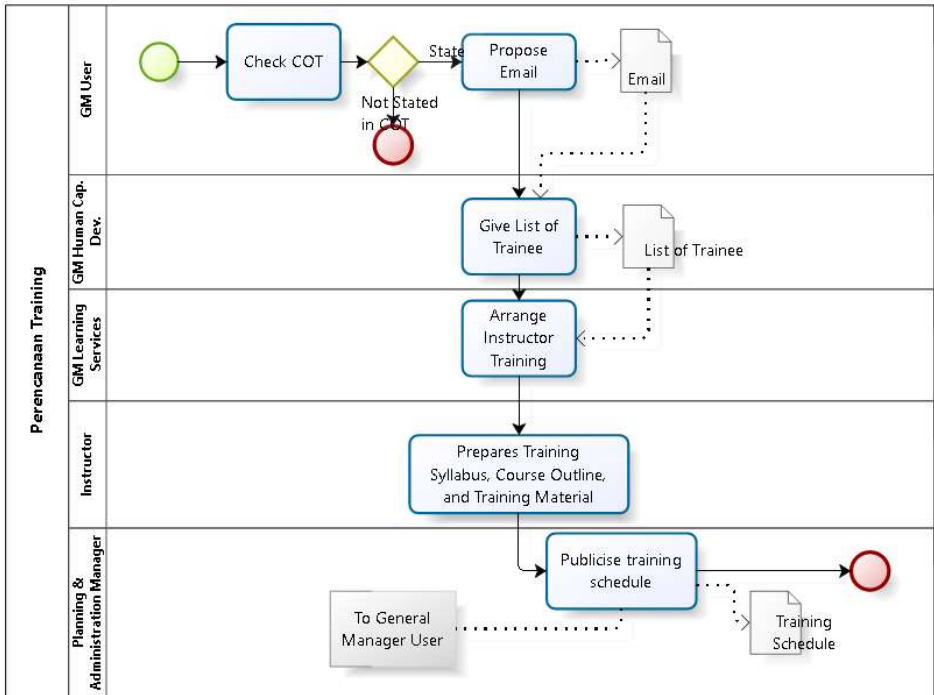 Perencanaan Training
GM User
Check COT
State
Not Stated
in COT
Propose
Email
Email
GM Human Cap.
Dev.
Give List of
Trainee
List of Trainee
GM Learning
Services
Arrange
Instructor
Training
Instructor
Prepares Training
Syllabus, Course Outline,
and Training Material
Planning &
Administration Manager
Publicise training
schedule
To General
Manager User
Training
Schedule